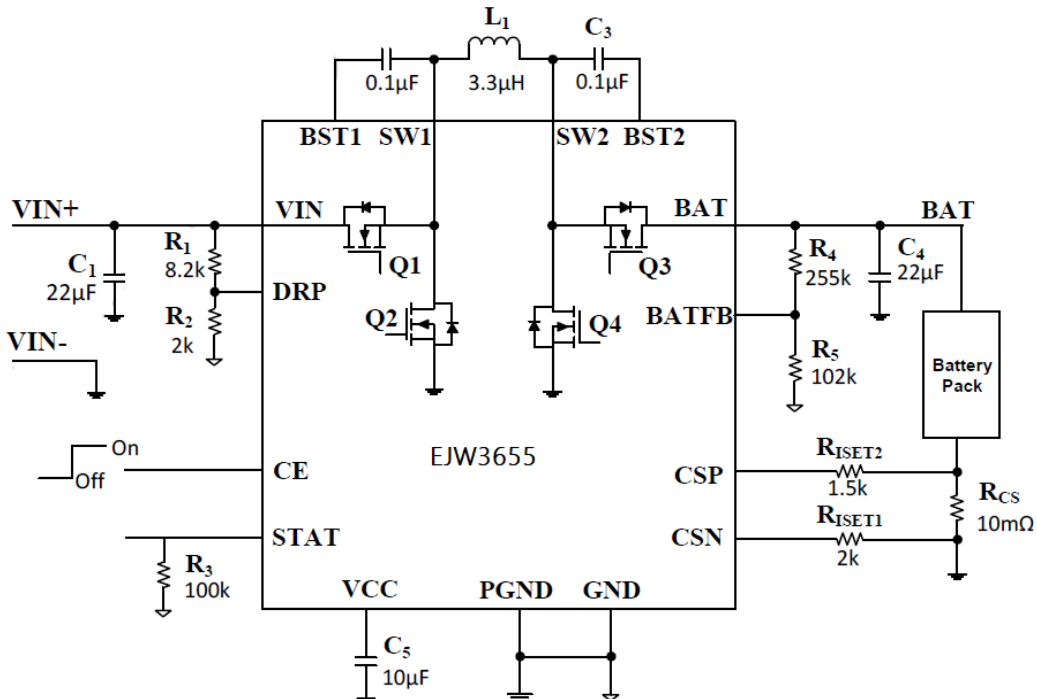 L1
C3
0.1µF
3.3µH
0.1µF
BST1
SW1
SW2
BST2
VIN+
VIN
BAT
BAT
R1
8.2k
C1
22µF
Q1
Q3
R4
255k
C4
22µF
DRP
R2
2k
Q2
Q4
BATFB
VIN-
R5
102k
Battery
Pack
On
Off
CE
EJW3655
CSP
RISET2
1.5k
RCS
10mΩ
STAT
CSN
RISET1
2k
R3
100k
VCC
PGND
GND
C5
10µF